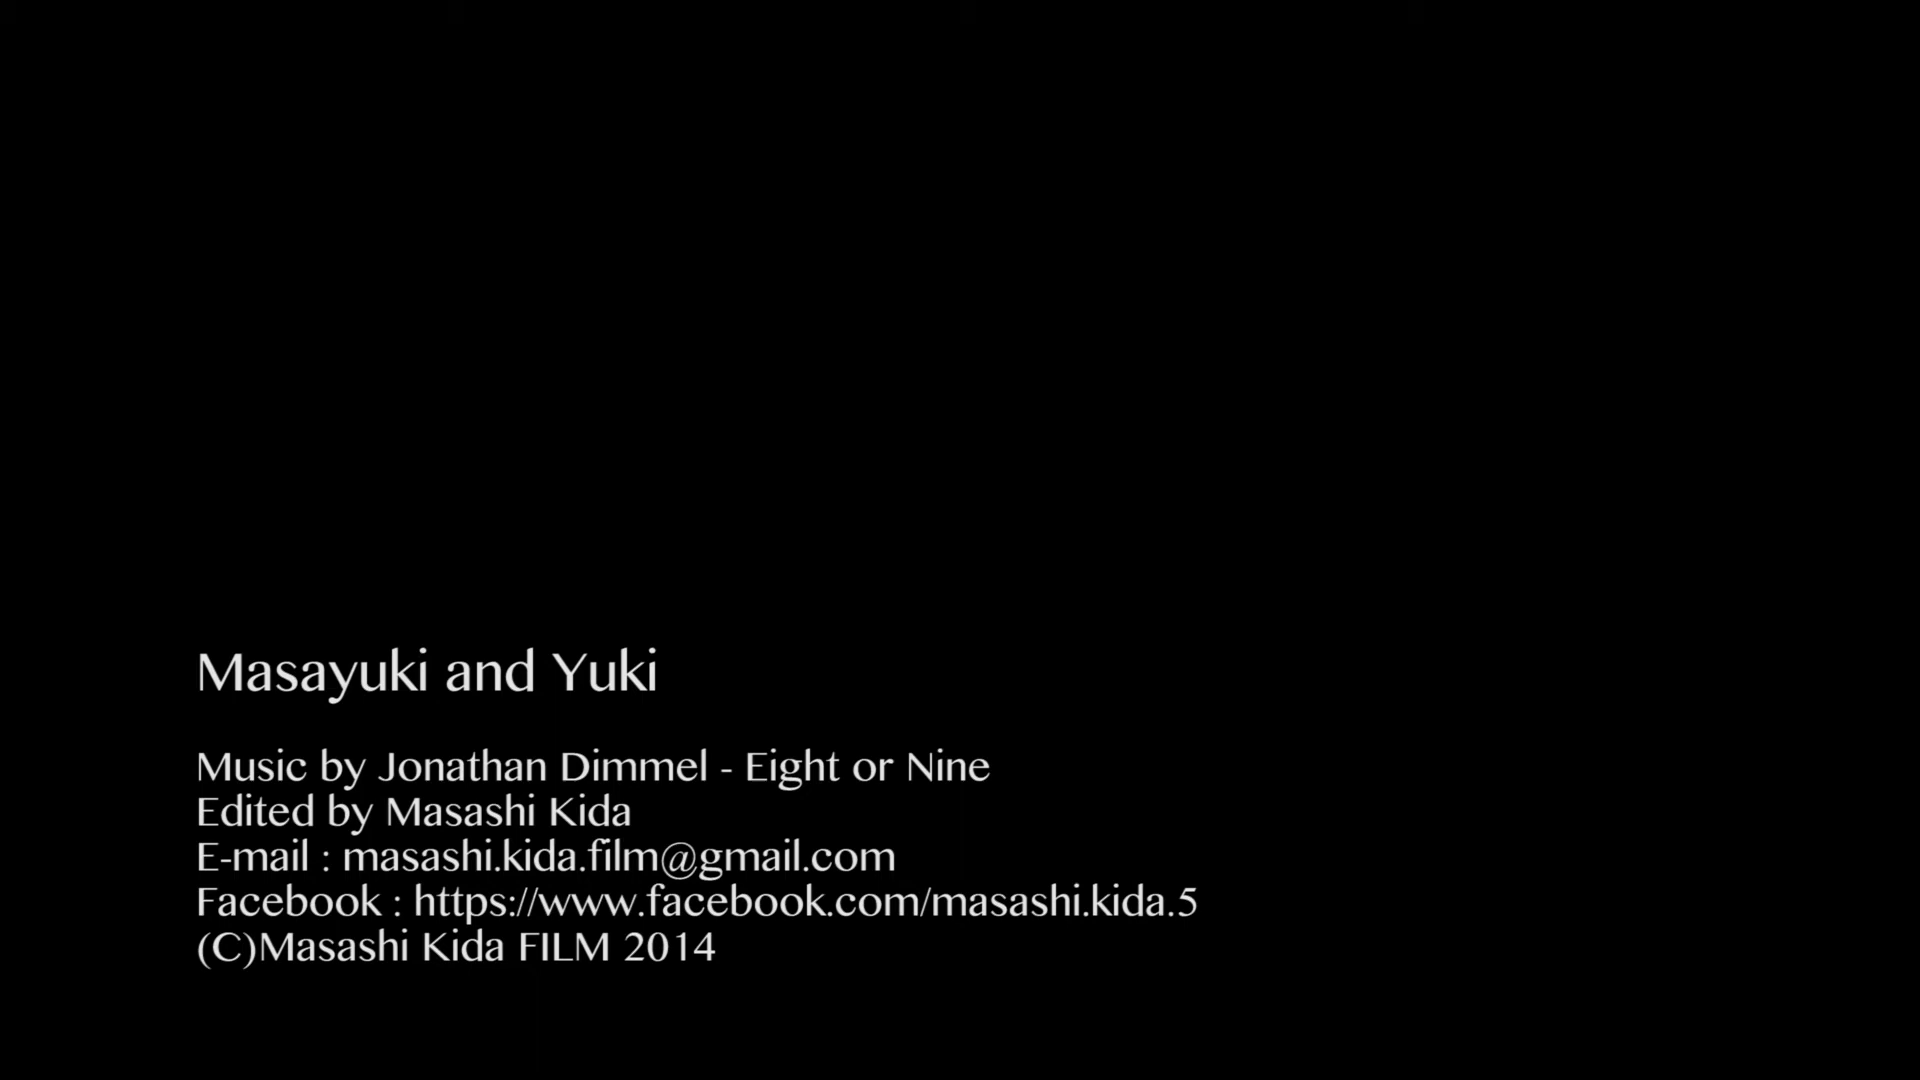 Masayuki and Yuki
Music by Jonathan Dimmel - Eight or Nine
Edited by Masashi Kida
E-mail : masashi.kida.film@gmail.com
Facebook : https://www.facebook.com/masashi.kida.5
(C)Masashi Kida FILM 2014